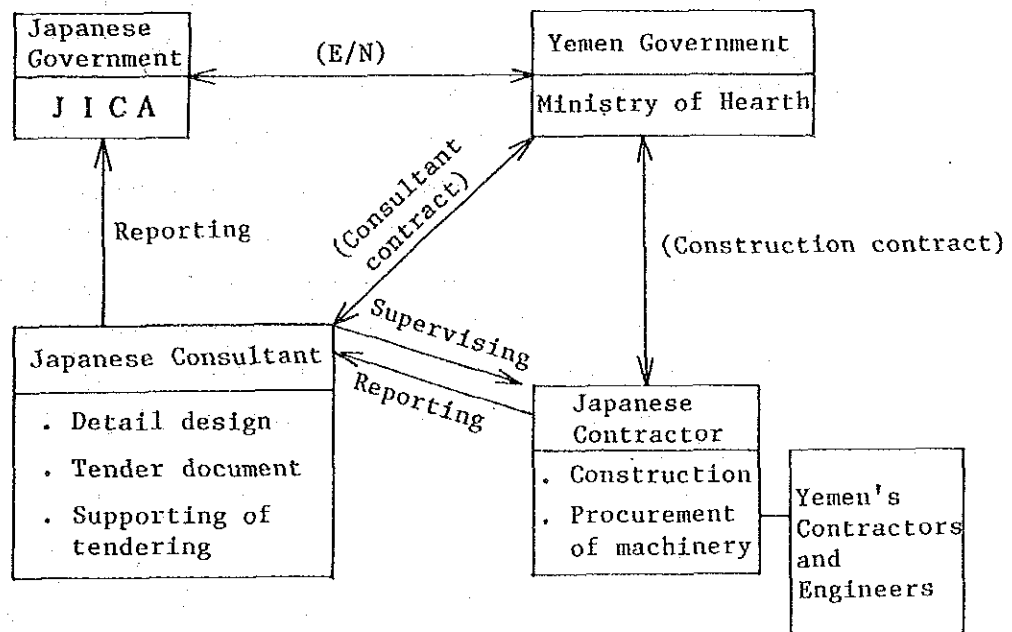 Japanese
Government
J I C A
(E/N)
Yemen Government
Ministry of Hearth
Reporting
(Consultant
contract)
(Construction contract)
Supervising
Reporting
Japanese Consultant
. Detail design
. Tender document
. Supporting of
tendering
Japanese
Contractor
. Construction
. Procurement
of machinery
Yemen's
Contractors
and
Engineers